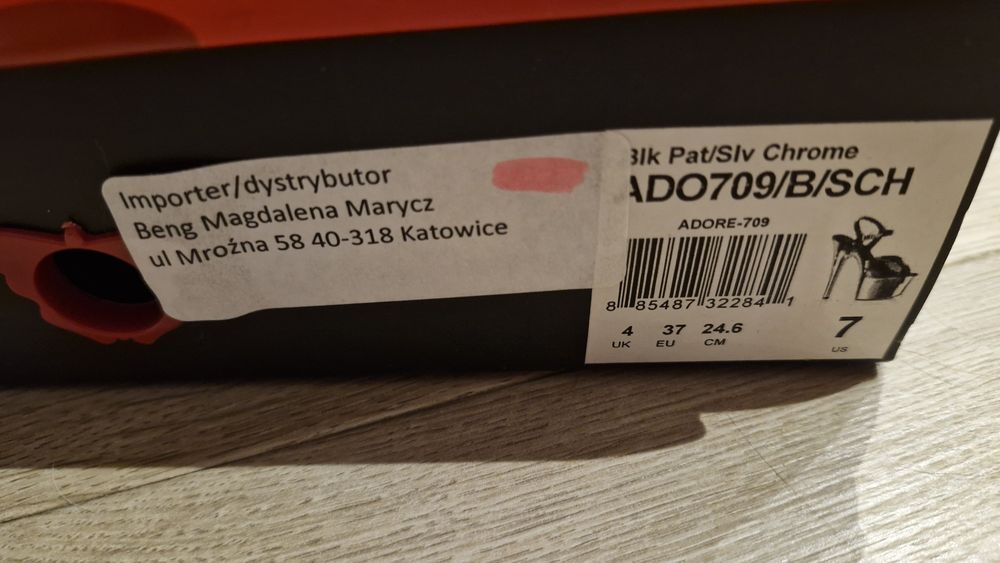 Importer/dystrybutor
Beng Magdalena Marycz
ul Mroźna 58 40-318 Katowice
Blk Pat/Slv Chrome
ADO709/B/SCH
ADORE-709
8 85487 32284 1
4 37 24.6 7
UK EU CM US